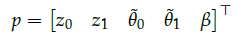 p = [z₀ z₁ θ̃₀ θ̃₁ β]ᵀ